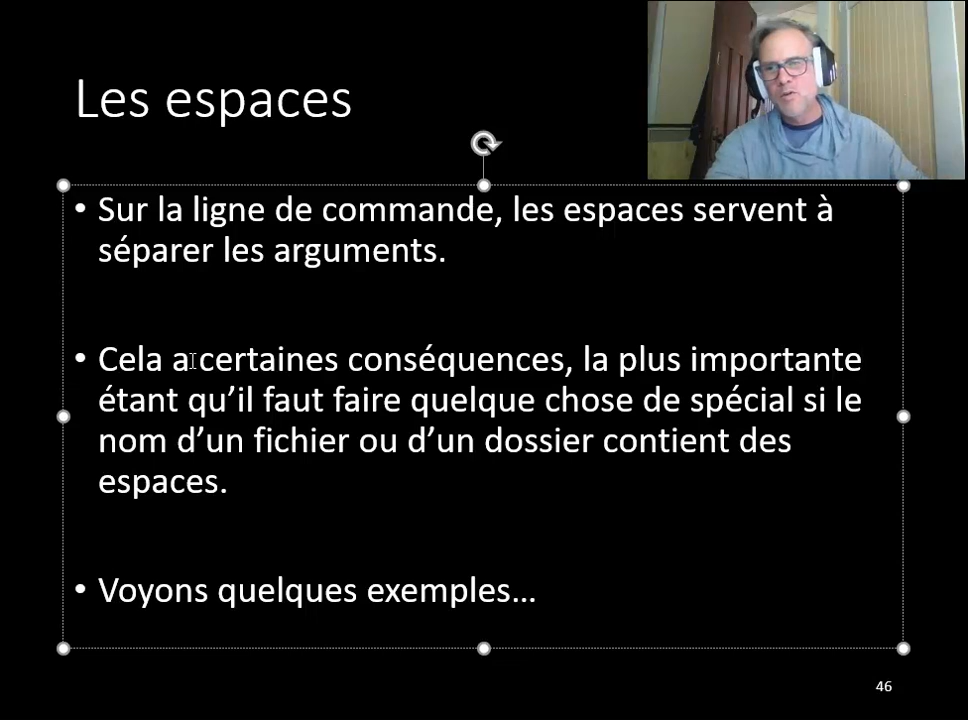 Les espaces
• Sur la ligne de commande, les espaces servent à
séparer les arguments.
• Cela a certaines conséquences, la plus importante
étant qu’il faut faire quelque chose de spécial si le
nom d’un fichier ou d’un dossier contient des
espaces.
• Voyons quelques exemples…
46